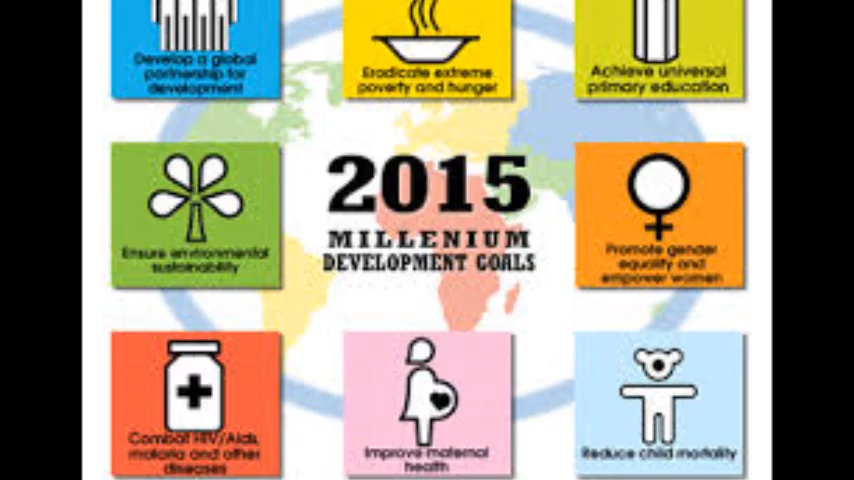 Develop a global
partnership for
development
Eradicate extreme
poverty and hunger
Achieve universal
primary education
Ensure environmental
sustainability
2015
MILLENIUM
DEVELOPMENT GOALS
Promote gender
equality and
empower women
Combat HIV/Aids,
malaria and other
diseases
Improve maternal
health
Reduce child mortality